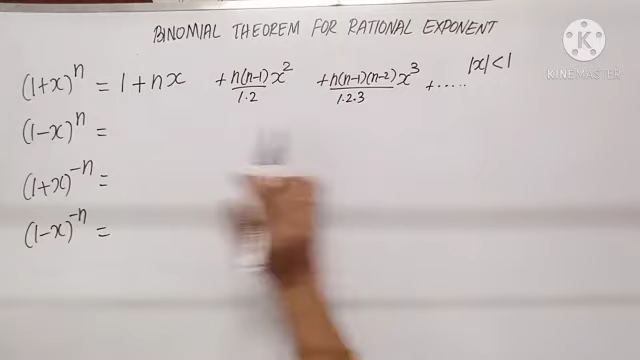 BINOMIAL THEOREM FOR RATIONAL EXPONENT
KINEMASTER
(1+x)^n = 1 + nx + n(n-1)/1.2 x^2 + n(n-1)(n-2)/1.2.3 x^3 + ..... |x| < 1
(1-x)^n =
(1+x)^-n =
(1-x)^-n =